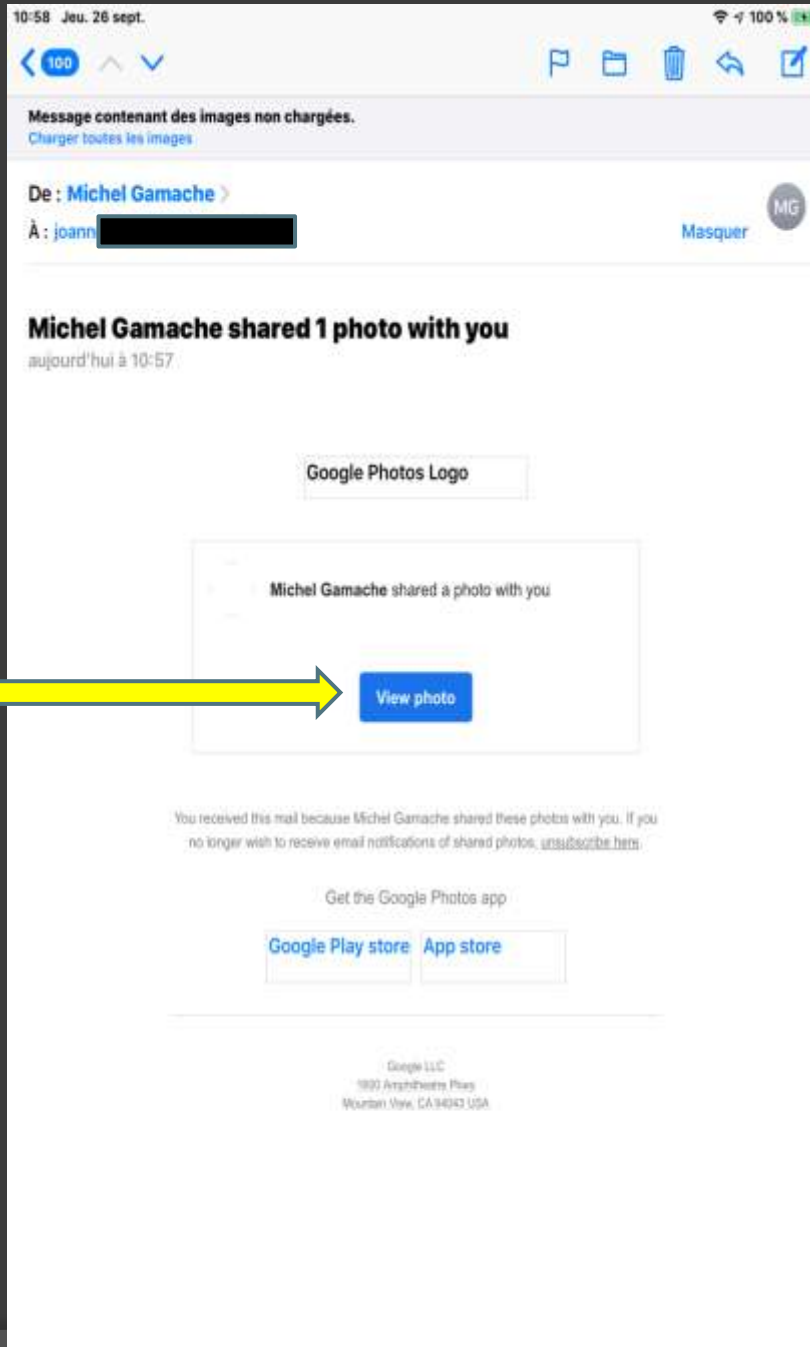 10:58 Jeu. 26 sept.
100 %
100
Message contenant des images non chargées.
Charger toutes les images
De : Michel Gamache
MG
À : joann
Masquer
Michel Gamache shared 1 photo with you
aujourd'hui à 10:57
Google Photos Logo
Michel Gamache shared a photo with you
View photo
You received this mail because Michel Gamache shared these photos with you. If you
no longer wish to receive email notifications of shared photos, unsubscribe here.
Get the Google Photos app
Google Play store App store
Google LLC
1600 Amphitheatre Pkwy
Mountain View, CA 94043 USA